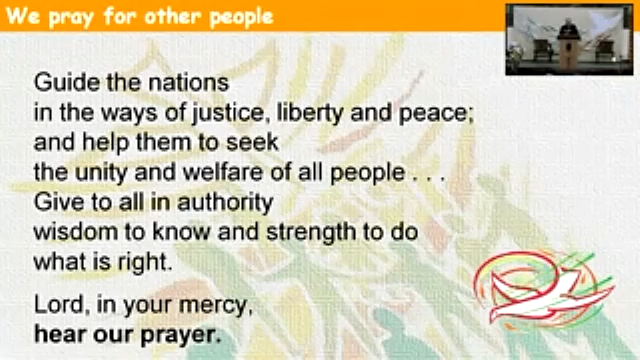 We pray for other people
Guide the nations
in the ways of justice, liberty and peace;
and help them to seek
the unity and welfare of all people . . .
Give to all in authority
wisdom to know and strength to do
what is right.
Lord, in your mercy,
hear our prayer.